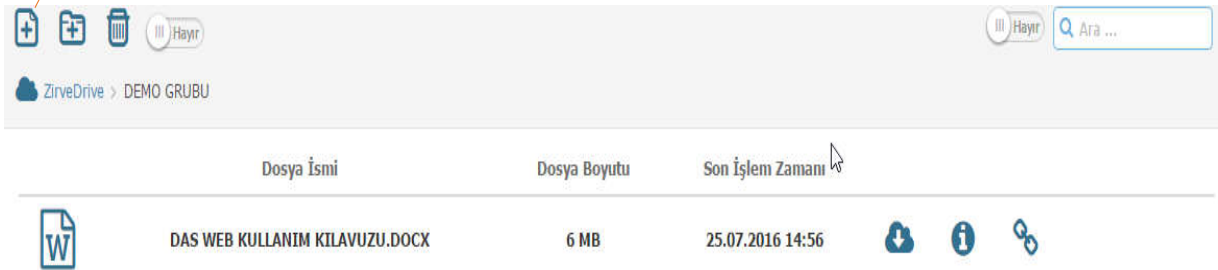 Hayır Hayır Ara ...
ZirveDrive > DEMO GRUBU
Dosya İsmi Dosya Boyutu Son İşlem Zamanı
W DAS WEB KULLANIM KILAVUZU.DOCX 6 MB 25.07.2016 14:56